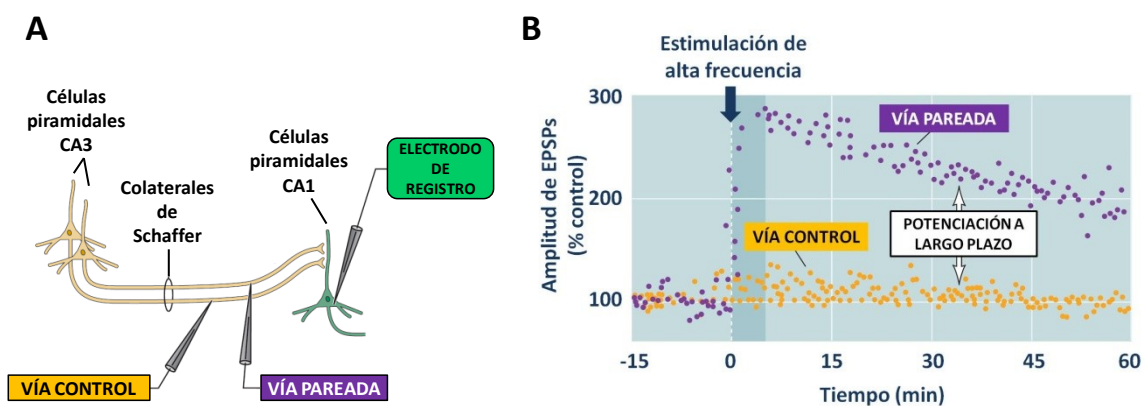 A
Células
piramidales
CA3
Colaterales
de
Schaffer
Células
piramidales
CA1
ELECTRODO
DE
REGISTRO
VÍA CONTROL
VÍA PAREADA
B
Estimulación de
alta frecuencia
Amplitud de EPSPs
(% control)
300
200
100
VÍA PAREADA
VÍA CONTROL
POTENCIACIÓN A
LARGO PLAZO
-15
0
15
30
45
60
Tiempo (min)